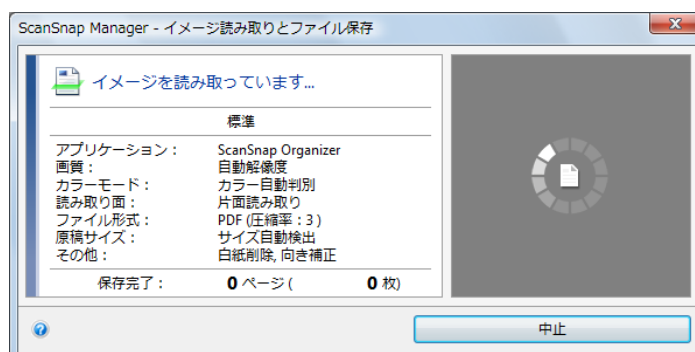 ScanSnap Manager - イメージ読み取りとファイル保存
イメージを読み取っています...
標準
アプリケーション： ScanSnap Organizer
画質： 自動解像度
カラーモード： カラー自動判別
読み取り面： 片面読み取り
ファイル形式： PDF (圧縮率：3)
原稿サイズ： サイズ自動検出
その他： 白紙削除, 向き補正
保存完了： 0 ページ ( 0 枚)
中止